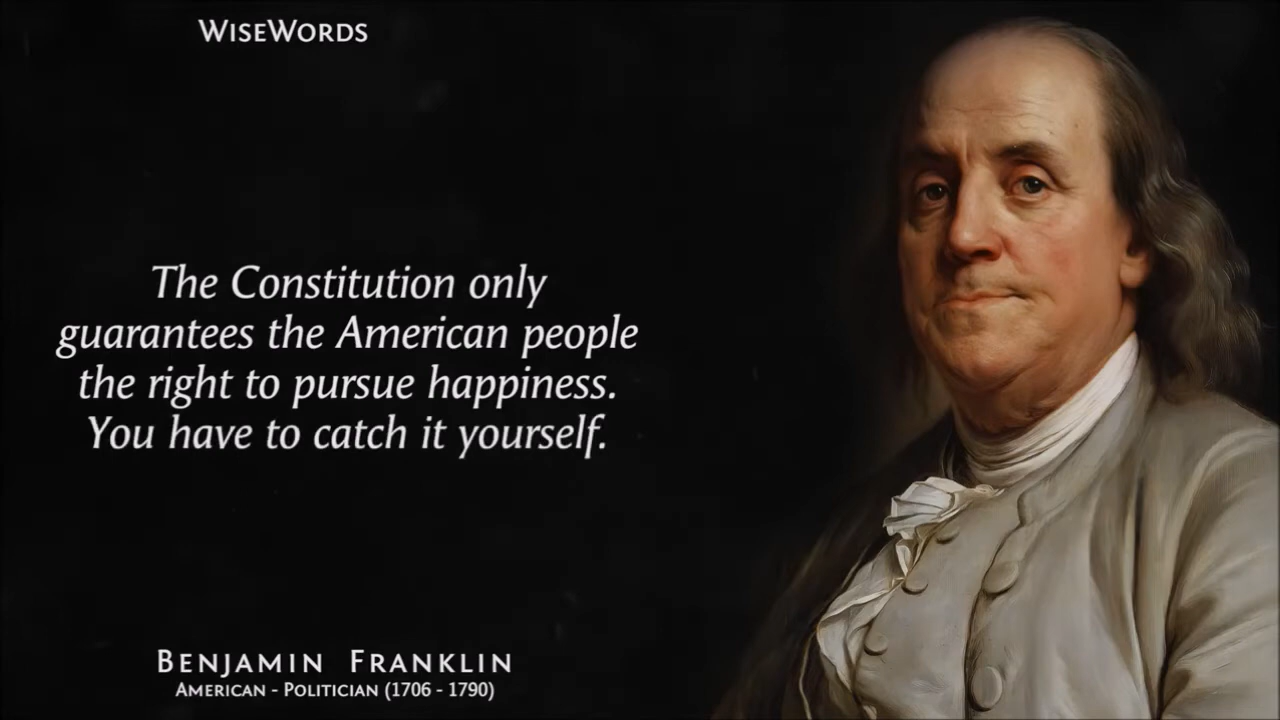 WISEWORDS
The Constitution only
guarantees the American people
the right to pursue happiness.
You have to catch it yourself.
BENJAMIN FRANKLIN
AMERICAN - POLITICIAN (1706 - 1790)